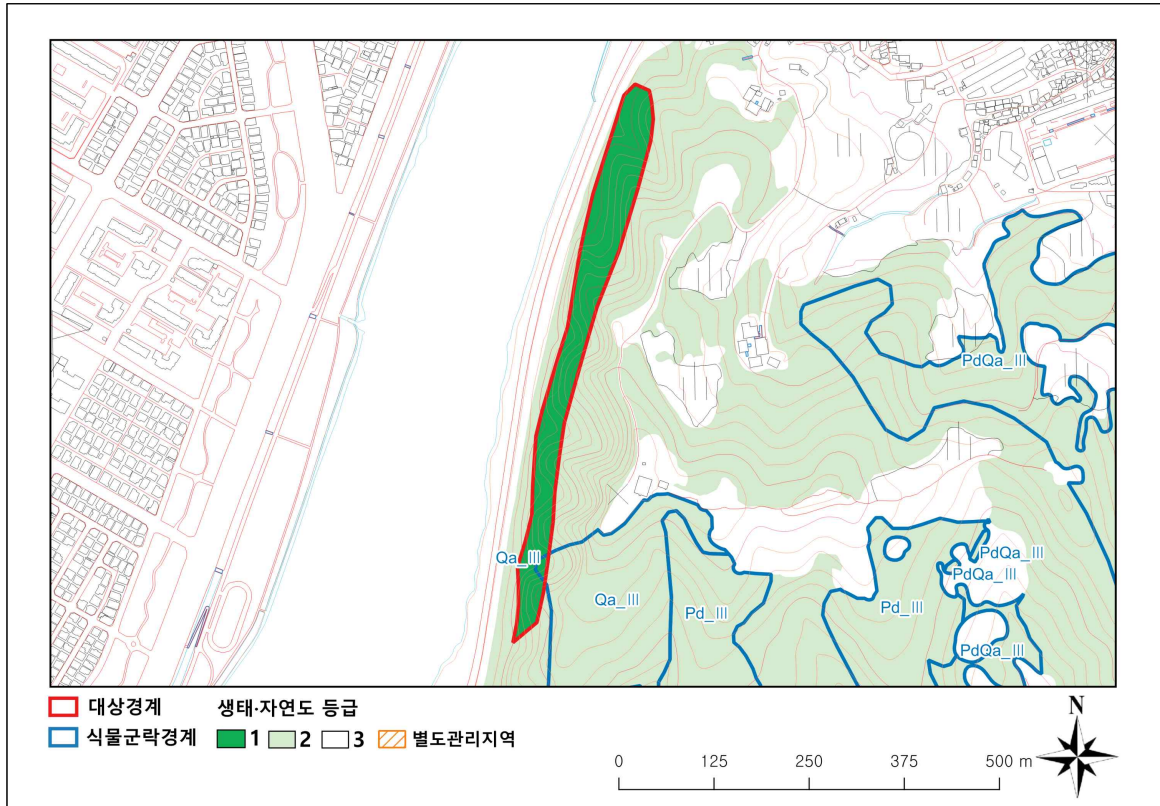 PdQa_III
Qa_III
PdQa_III
PdQa_III
Qa_III
Pd_III
Pd_III
PdQa_III
대상경계 생태·자연도 등급
식물군락경계 1 2 3 별도관리지역
N
0 125 250 375 500 m